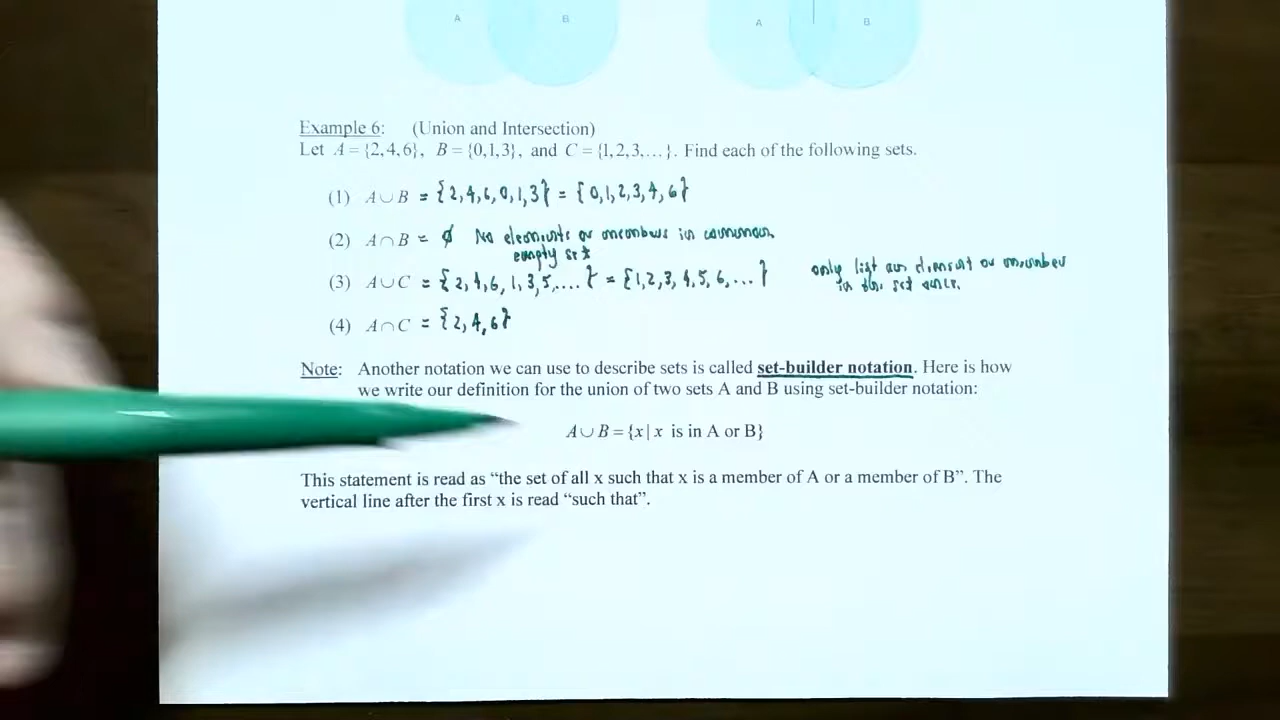 A B A B
Example 6: (Union and Intersection)
Let A = {2,4,6}, B = {0,1,3}, and C = {1,2,3,…}. Find each of the following sets.
(1) A∪B = {2,4,6,0,1,3} = {0,1,2,3,4,6}
(2) A∩B = ∅ No elements or members in common
empty set
(3) A∪C = {2,4,6,1,3,5,....} = {1,2,3,4,5,6,...} only list an element or member
in the set once.
(4) A∩C = {2,4,6}
Note: Another notation we can use to describe sets is called set-builder notation. Here is how
we write our definition for the union of two sets A and B using set-builder notation:
A∪B = {x | x is in A or B}
This statement is read as “the set of all x such that x is a member of A or a member of B”. The
vertical line after the first x is read “such that”.